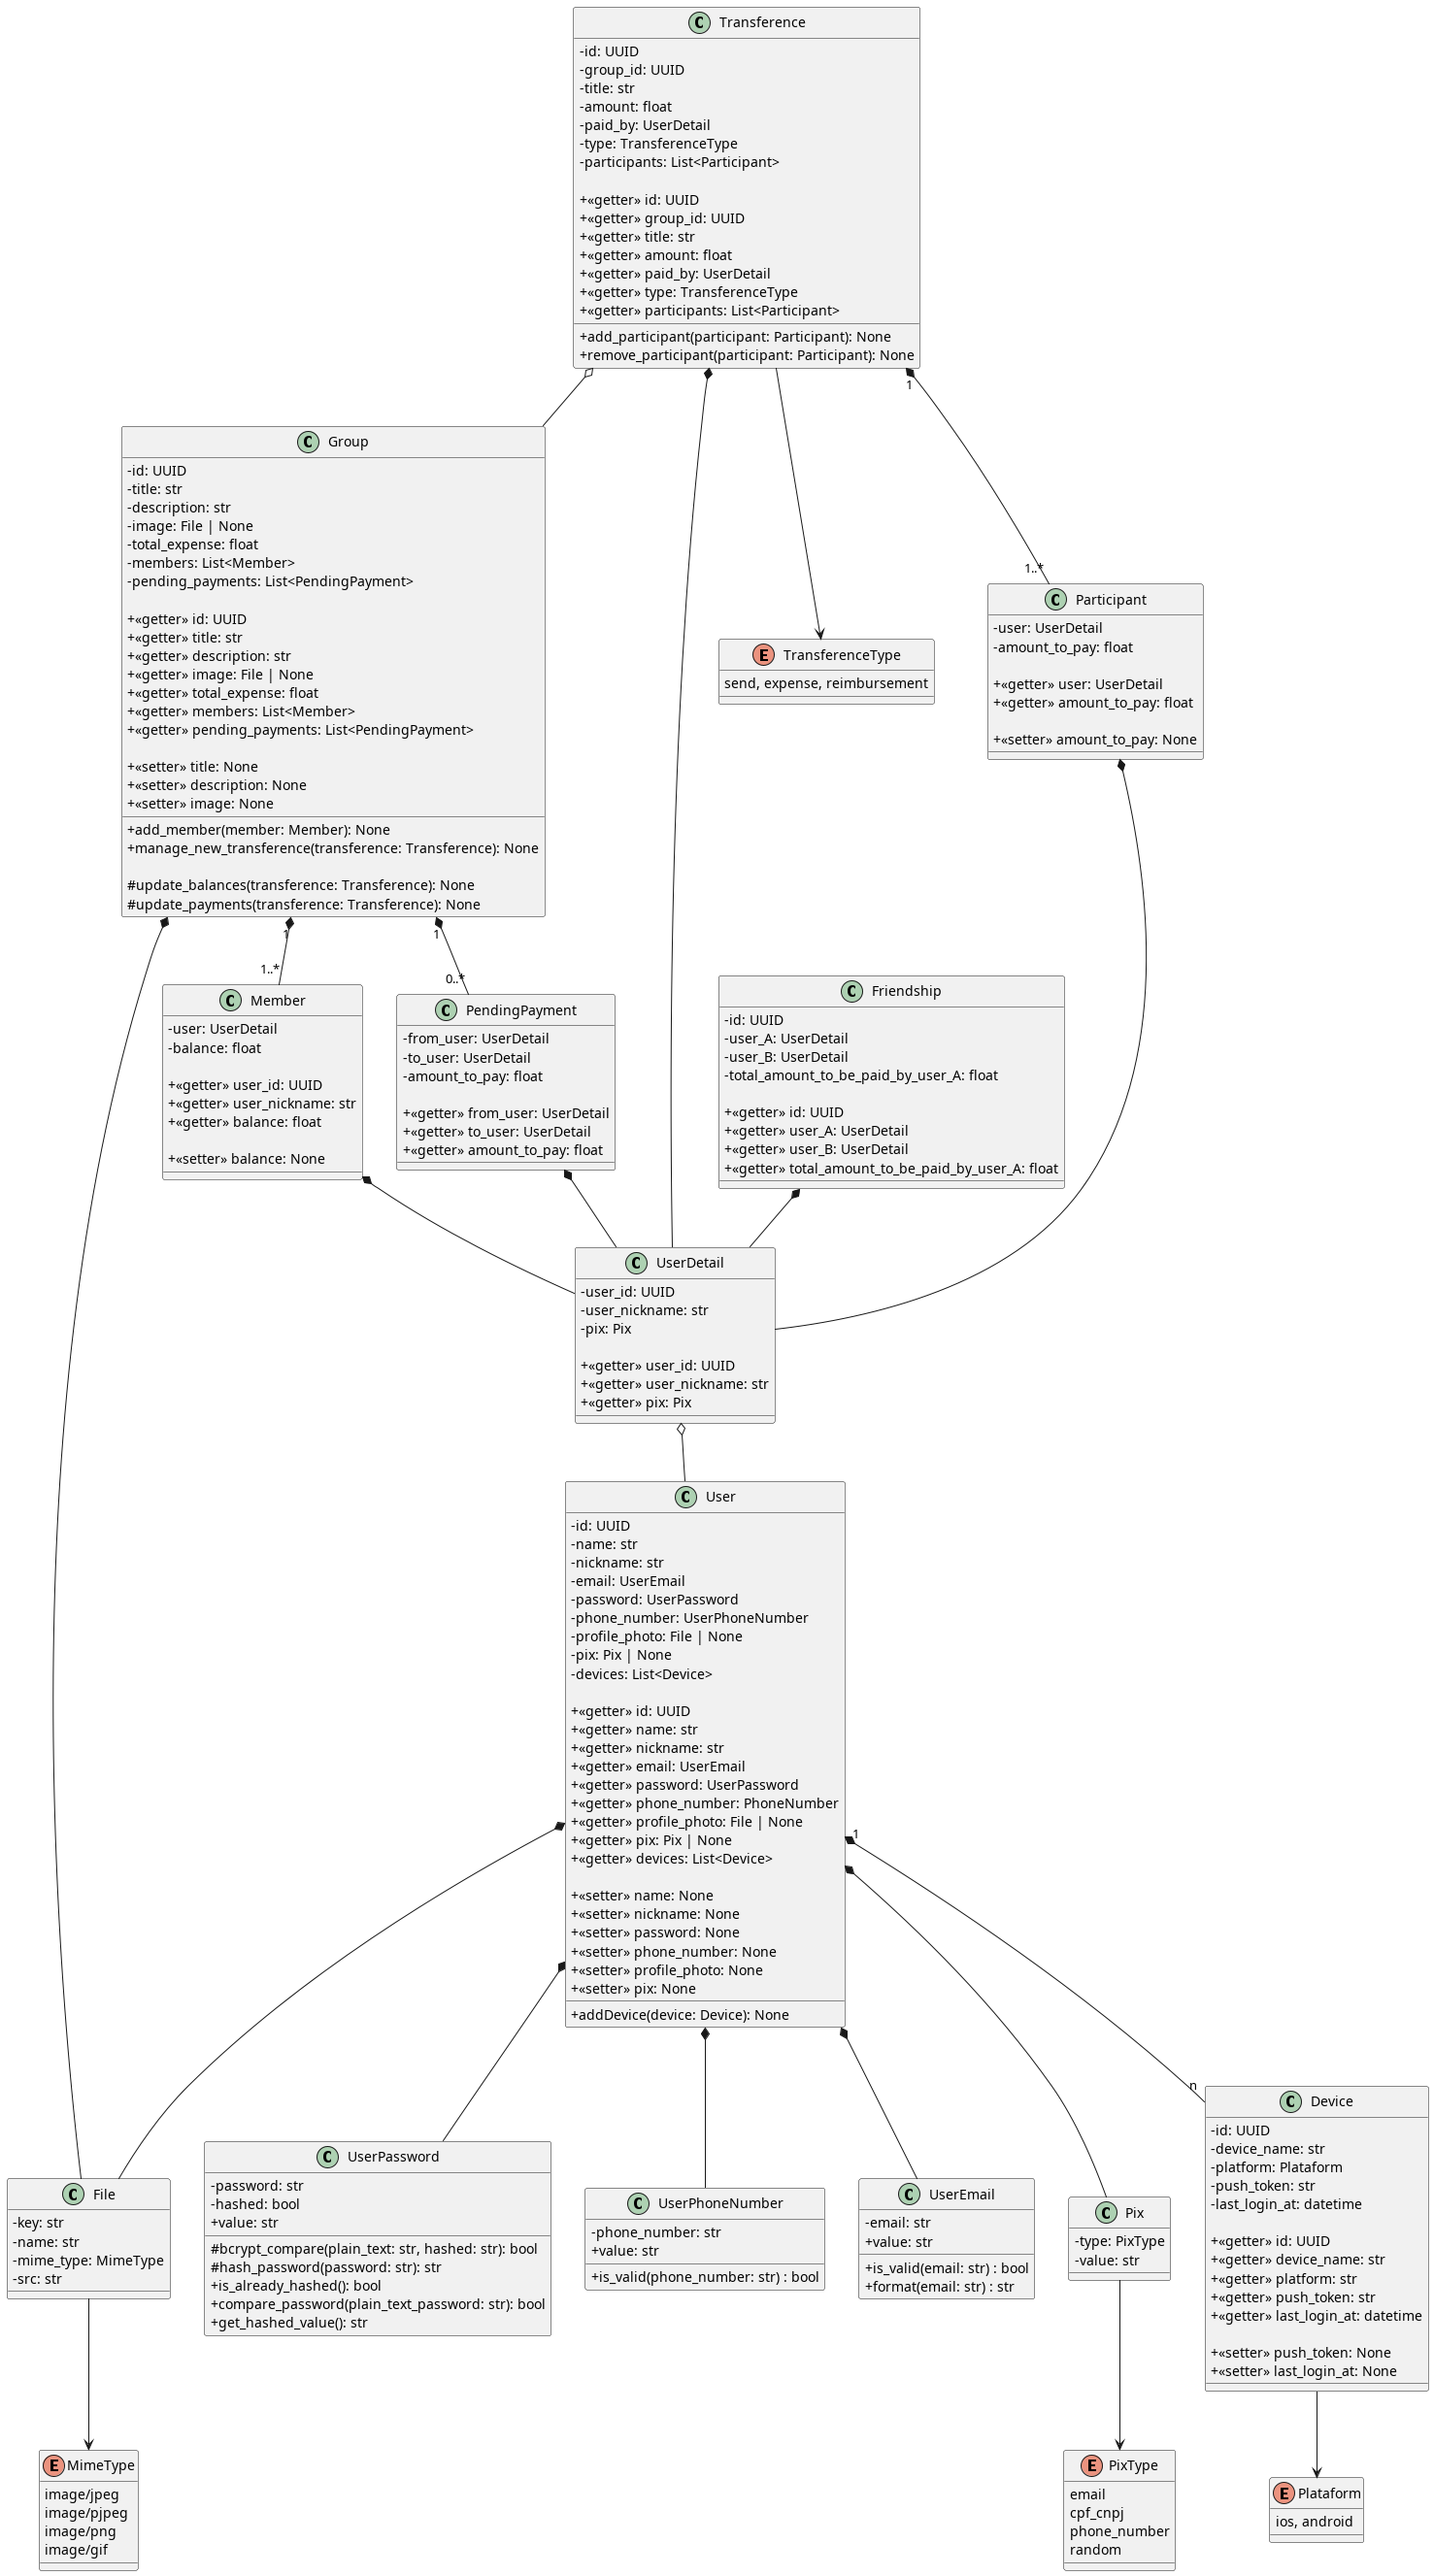 C Transference
-id: UUID
-group_id: UUID
-title: str
-amount: float
-paid_by: UserDetail
-type: TransferenceType
-participants: List<Participant>
+«getter» id: UUID
+«getter» group_id: UUID
+«getter» title: str
+«getter» amount: float
+«getter» paid_by: UserDetail
+«getter» type: TransferenceType
+«getter» participants: List<Participant>
+add_participant(participant: Participant): None
+remove_participant(participant: Participant): None
1
C Group
-id: UUID
-title: str
-description: str
-image: File | None
-total_expense: float
-members: List<Member>
-pending_payments: List<PendingPayment>
+«getter» id: UUID
+«getter» title: str
+«getter» description: str
+«getter» image: File | None
+«getter» total_expense: float
+«getter» members: List<Member>
+«getter» pending_payments: List<PendingPayment>
+«setter» title: None
+«setter» description: None
+«setter» image: None
+add_member(member: Member): None
+manage_new_transference(transference: Transference): None
#update_balances(transference: Transference): None
#update_payments(transference: Transference): None
E TransferenceType
send, expense, reimbursement
1..*
C Participant
-user: UserDetail
-amount_to_pay: float
+«getter» user: UserDetail
+«getter» amount_to_pay: float
+«setter» amount_to_pay: None
1
1
1..*
0..*
C Member
-user: UserDetail
-balance: float
+«getter» user_id: UUID
+«getter» user_nickname: str
+«getter» balance: float
+«setter» balance: None
C PendingPayment
-from_user: UserDetail
-to_user: UserDetail
-amount_to_pay: float
+«getter» from_user: UserDetail
+«getter» to_user: UserDetail
+«getter» amount_to_pay: float
C Friendship
-id: UUID
-user_A: UserDetail
-user_B: UserDetail
-total_amount_to_be_paid_by_user_A: float
+«getter» id: UUID
+«getter» user_A: UserDetail
+«getter» user_B: UserDetail
+«getter» total_amount_to_be_paid_by_user_A: float
C UserDetail
-user_id: UUID
-user_nickname: str
-pix: Pix
+«getter» user_id: UUID
+«getter» user_nickname: str
+«getter» pix: Pix
C User
-id: UUID
-name: str
-nickname: str
-email: UserEmail
-password: UserPassword
-phone_number: UserPhoneNumber
-profile_photo: File | None
-pix: Pix | None
-devices: List<Device>
+«getter» id: UUID
+«getter» name: str
+«getter» nickname: str
+«getter» email: UserEmail
+«getter» password: UserPassword
+«getter» phone_number: PhoneNumber
+«getter» profile_photo: File | None
+«getter» pix: Pix | None
+«getter» devices: List<Device>
+«setter» name: None
+«setter» nickname: None
+«setter» password: None
+«setter» phone_number: None
+«setter» profile_photo: None
+«setter» pix: None
+addDevice(device: Device): None
1
n
C File
-key: str
-name: str
-mime_type: MimeType
-src: str
C UserPassword
-password: str
-hashed: bool
+value: str
#bcrypt_compare(plain_text: str, hashed: str): bool
#hash_password(password: str): str
+is_already_hashed(): bool
+compare_password(plain_text_password: str): bool
+get_hashed_value(): str
C UserPhoneNumber
-phone_number: str
+value: str
+is_valid(phone_number: str) : bool
C UserEmail
-email: str
+value: str
+is_valid(email: str) : bool
+format(email: str) : str
C Pix
-type: PixType
-value: str
C Device
-id: UUID
-device_name: str
-platform: Plataform
-push_token: str
-last_login_at: datetime
+«getter» id: UUID
+«getter» device_name: str
+«getter» platform: str
+«getter» push_token: str
+«getter» last_login_at: datetime
+«setter» push_token: None
+«setter» last_login_at: None
E MimeType
image/jpeg
image/pjpeg
image/png
image/gif
E PixType
email
cpf_cnpj
phone_number
random
E Plataform
ios, android